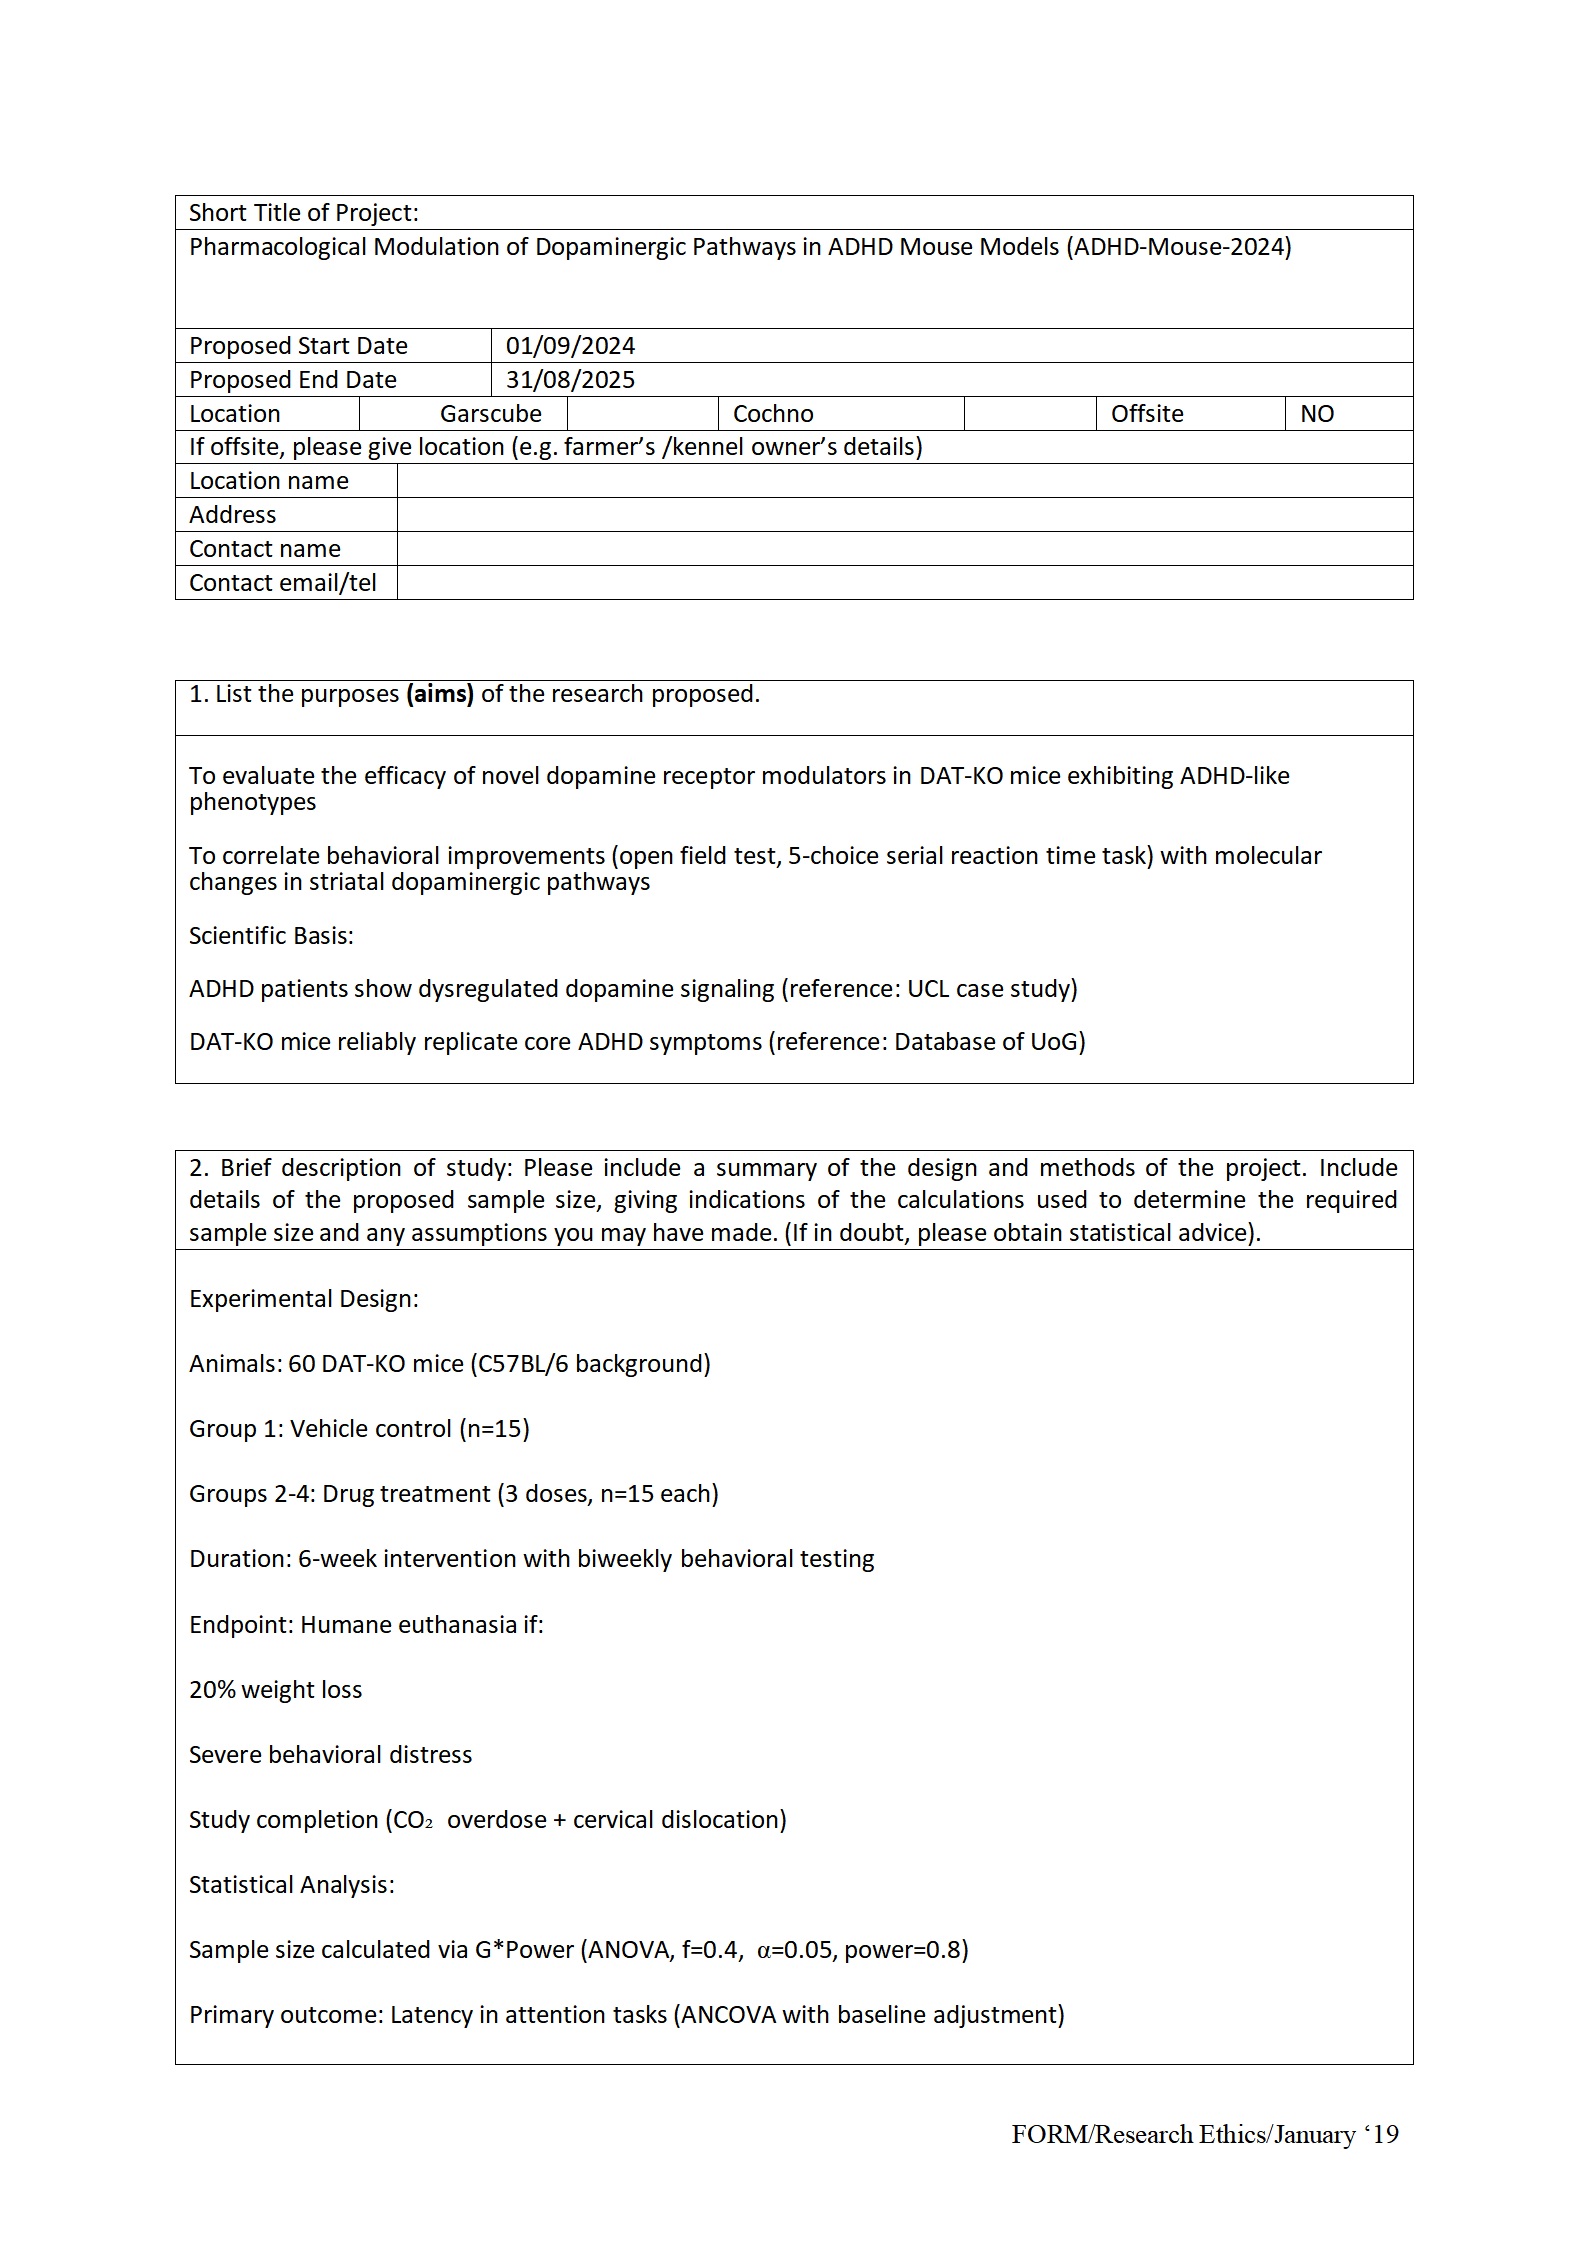 Short Title of Project:
Pharmacological Modulation of Dopaminergic Pathways in ADHD Mouse Models (ADHD-Mouse-2024)
Proposed Start Date 01/09/2024
Proposed End Date 31/08/2025
Location Garscube Cochno Offsite NO
If offsite, please give location (e.g. farmer’s /kennel owner’s details)
Location name
Address
Contact name
Contact email/tel
1. List the purposes (aims) of the research proposed.
To evaluate the efficacy of novel dopamine receptor modulators in DAT-KO mice exhibiting ADHD-like
phenotypes
To correlate behavioral improvements (open field test, 5-choice serial reaction time task) with molecular
changes in striatal dopaminergic pathways
Scientific Basis:
ADHD patients show dysregulated dopamine signaling (reference: UCL case study)
DAT-KO mice reliably replicate core ADHD symptoms (reference: Database of UoG)
2. Brief description of study: Please include a summary of the design and methods of the project. Include
details of the proposed sample size, giving indications of the calculations used to determine the required
sample size and any assumptions you may have made. (If in doubt, please obtain statistical advice).
Experimental Design:
Animals: 60 DAT-KO mice (C57BL/6 background)
Group 1: Vehicle control (n=15)
Groups 2-4: Drug treatment (3 doses, n=15 each)
Duration: 6-week intervention with biweekly behavioral testing
Endpoint: Humane euthanasia if:
20% weight loss
Severe behavioral distress
Study completion (CO₂ overdose + cervical dislocation)
Statistical Analysis:
Sample size calculated via G*Power (ANOVA, f=0.4, α=0.05, power=0.8)
Primary outcome: Latency in attention tasks (ANCOVA with baseline adjustment)
FORM/Research Ethics/January ‘19